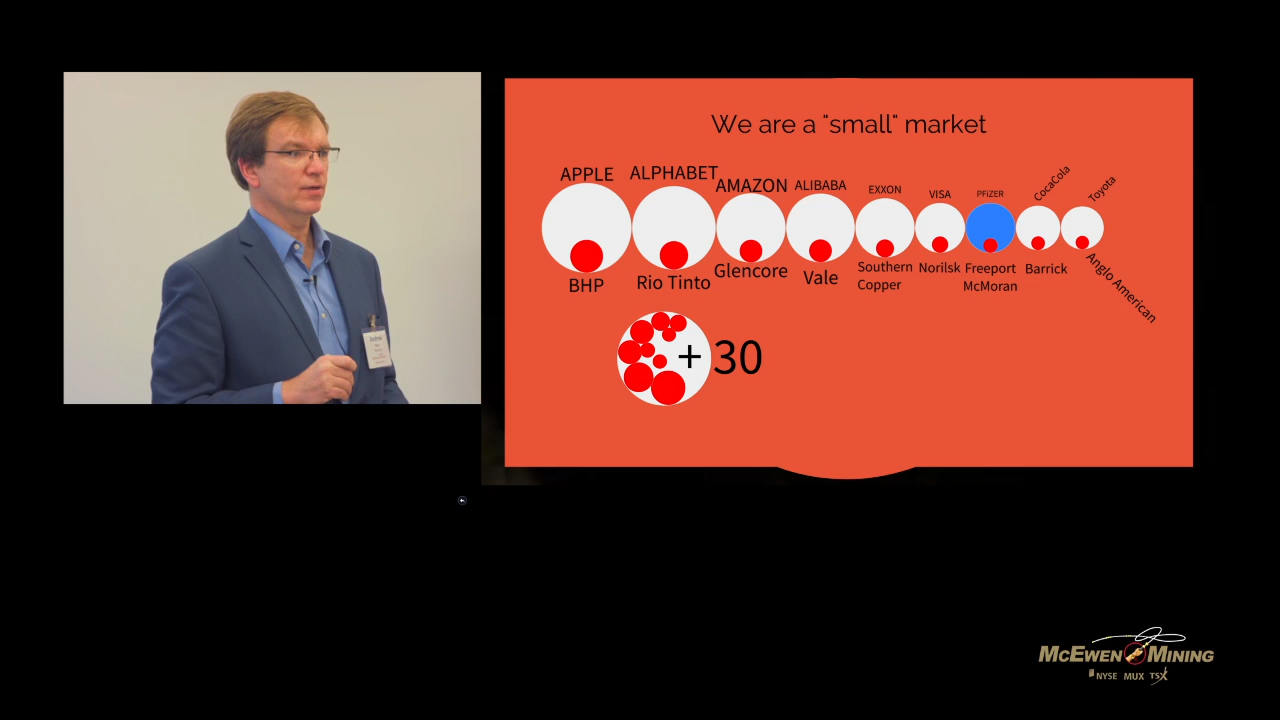 We are a "small" market
APPLE
ALPHABET
AMAZON
ALIBABA
EXXON
VISA
PFiZER
CocaCola
Toyota
BHP
Rio Tinto
Glencore
Vale
Southern
Copper
Norilsk
Freeport
McMoran
Barrick
Anglo American
+ 30
McEWEN MINING
NYSE MUX TSX